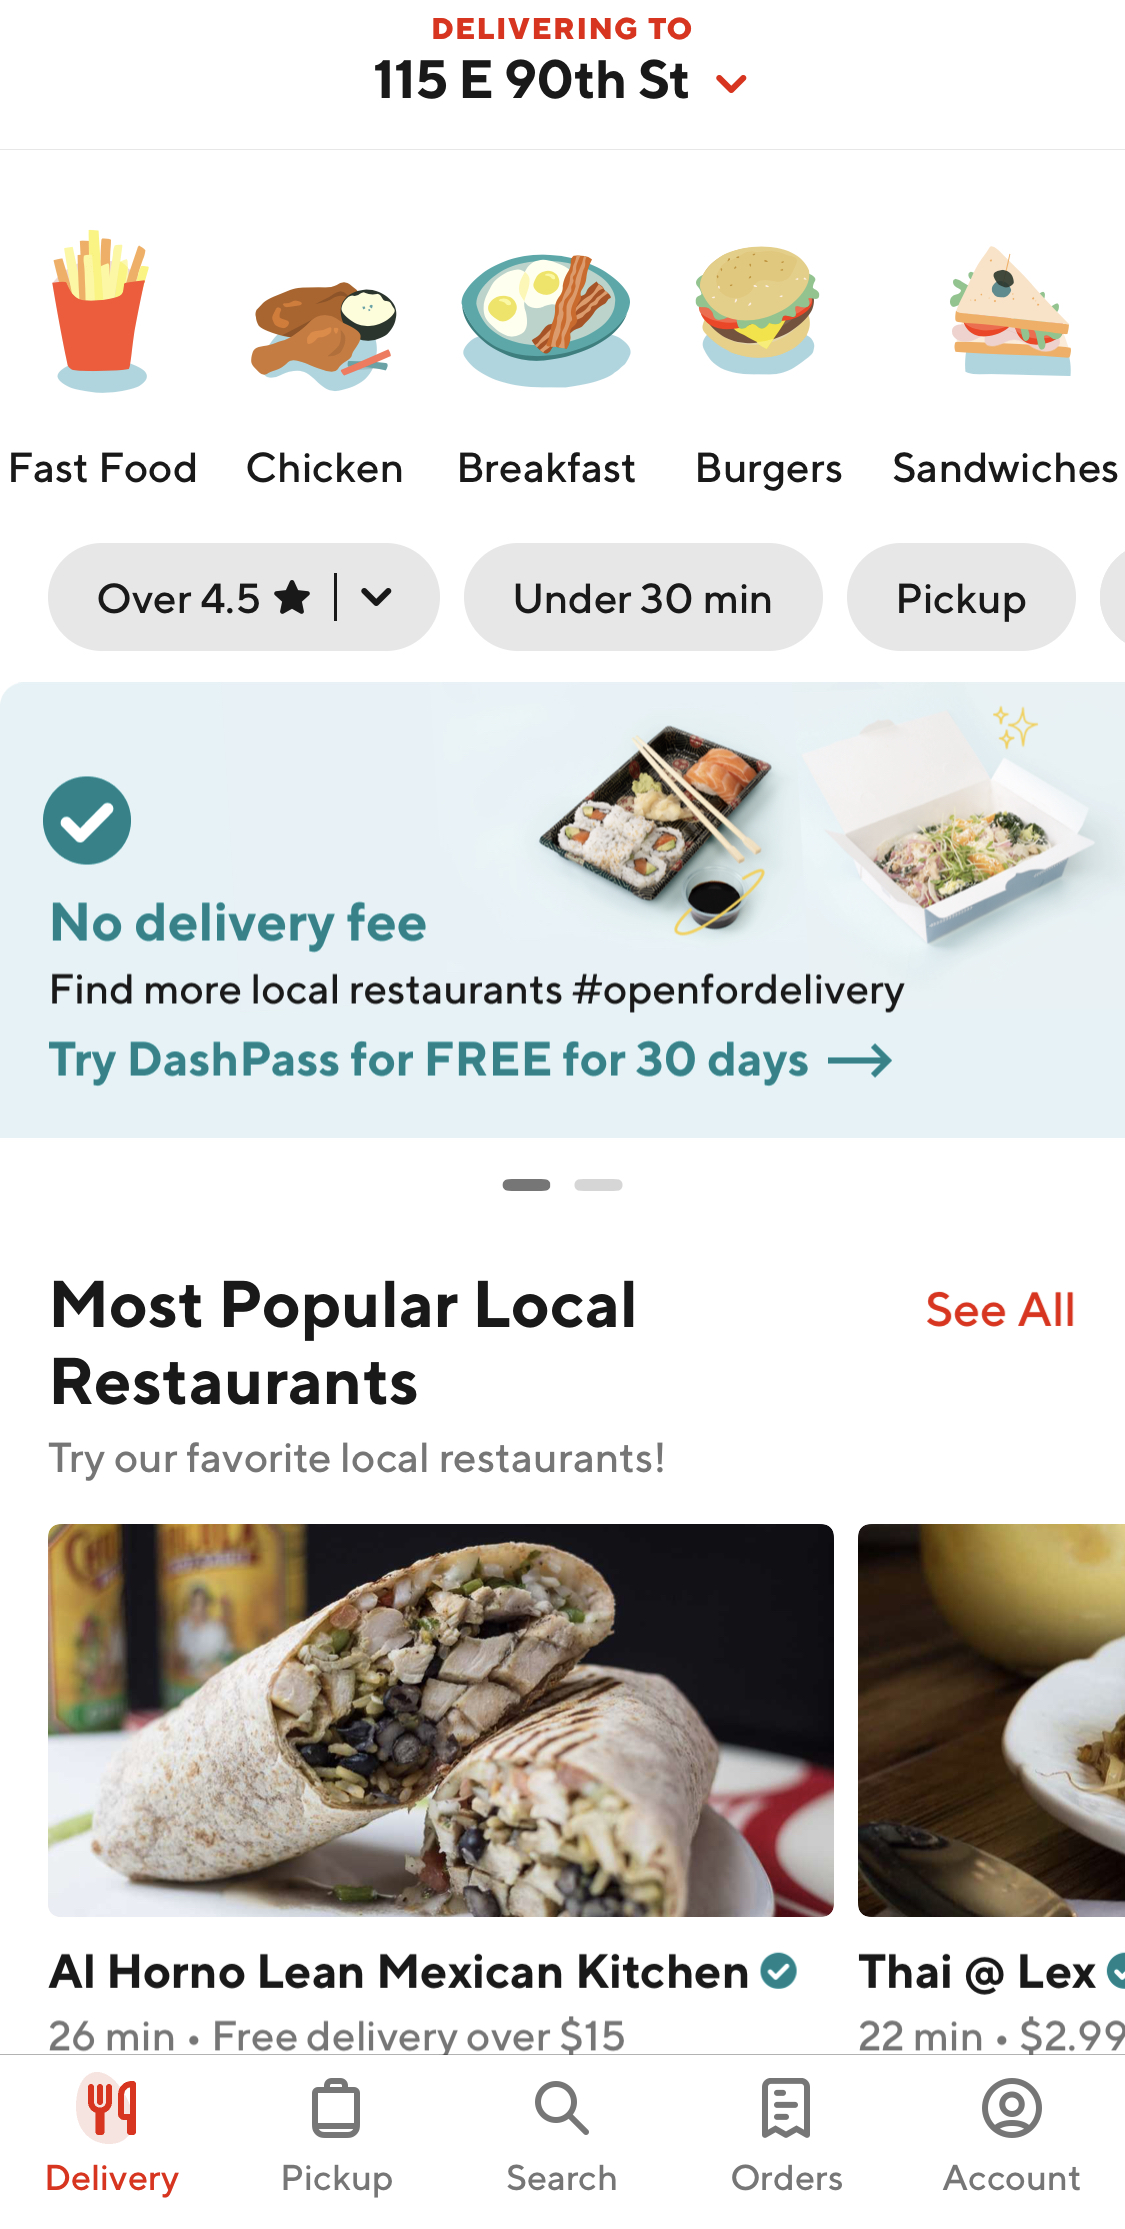 DELIVERING TO
115 E 90th St
Fast Food
Chicken
Breakfast
Burgers
Sandwiches
Over 4.5
Under 30 min
Pickup
No delivery fee
Find more local restaurants #openfordelivery
Try DashPass for FREE for 30 days →
Most Popular Local
Restaurants
See All
Try our favorite local restaurants!
Al Horno Lean Mexican Kitchen
26 min • Free delivery over $15
Thai @ Lex
22 min • $2.99
Delivery
Pickup
Search
Orders
Account